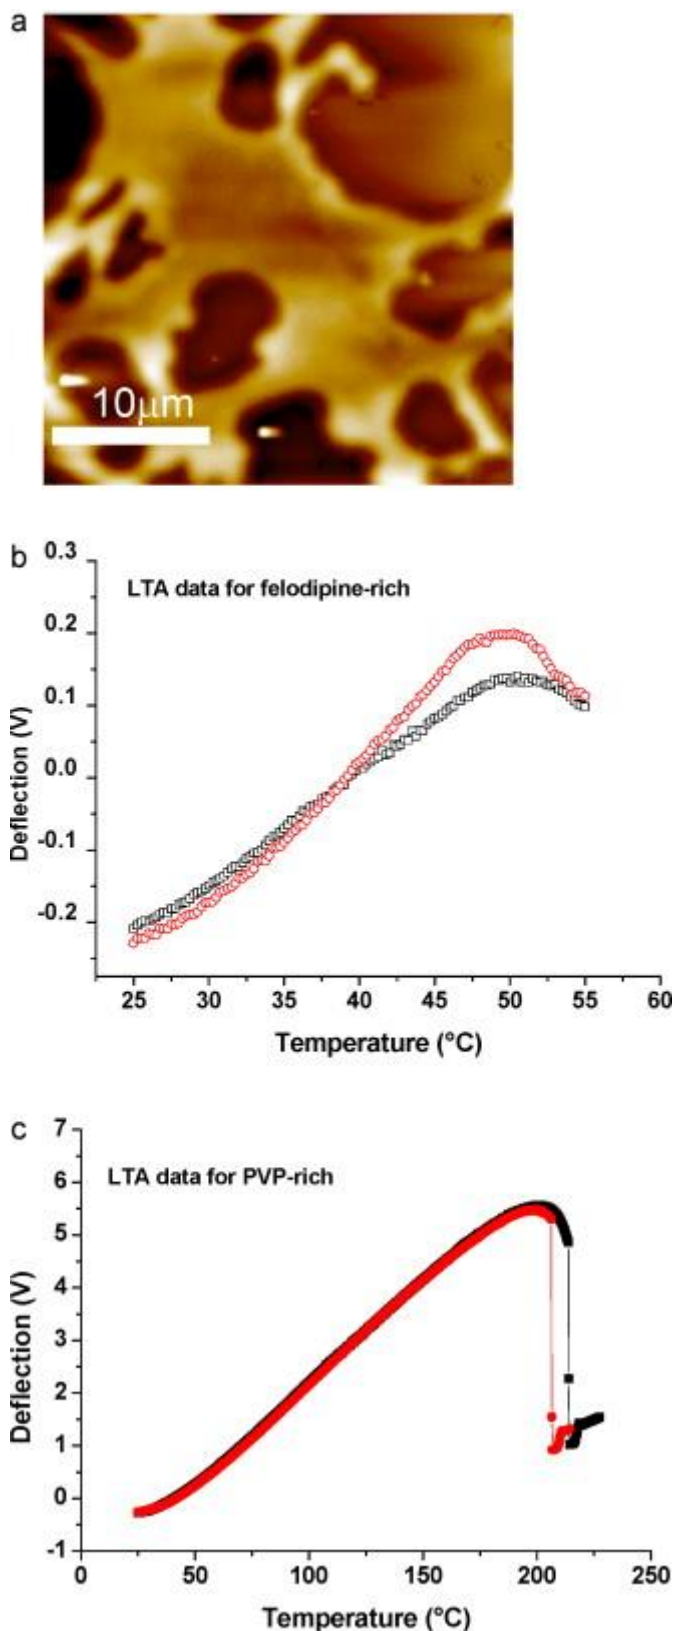 a
10μm
b
LTA data for felodipine-rich
Deflection (V)
0.3
0.2
0.1
0.0
-0.1
-0.2
25 30 35 40 45 50 55 60
Temperature (°C)
c
LTA data for PVP-rich
Deflection (V)
7
6
5
4
3
2
1
0
-1
0 50 100 150 200 250
Temperature (°C)